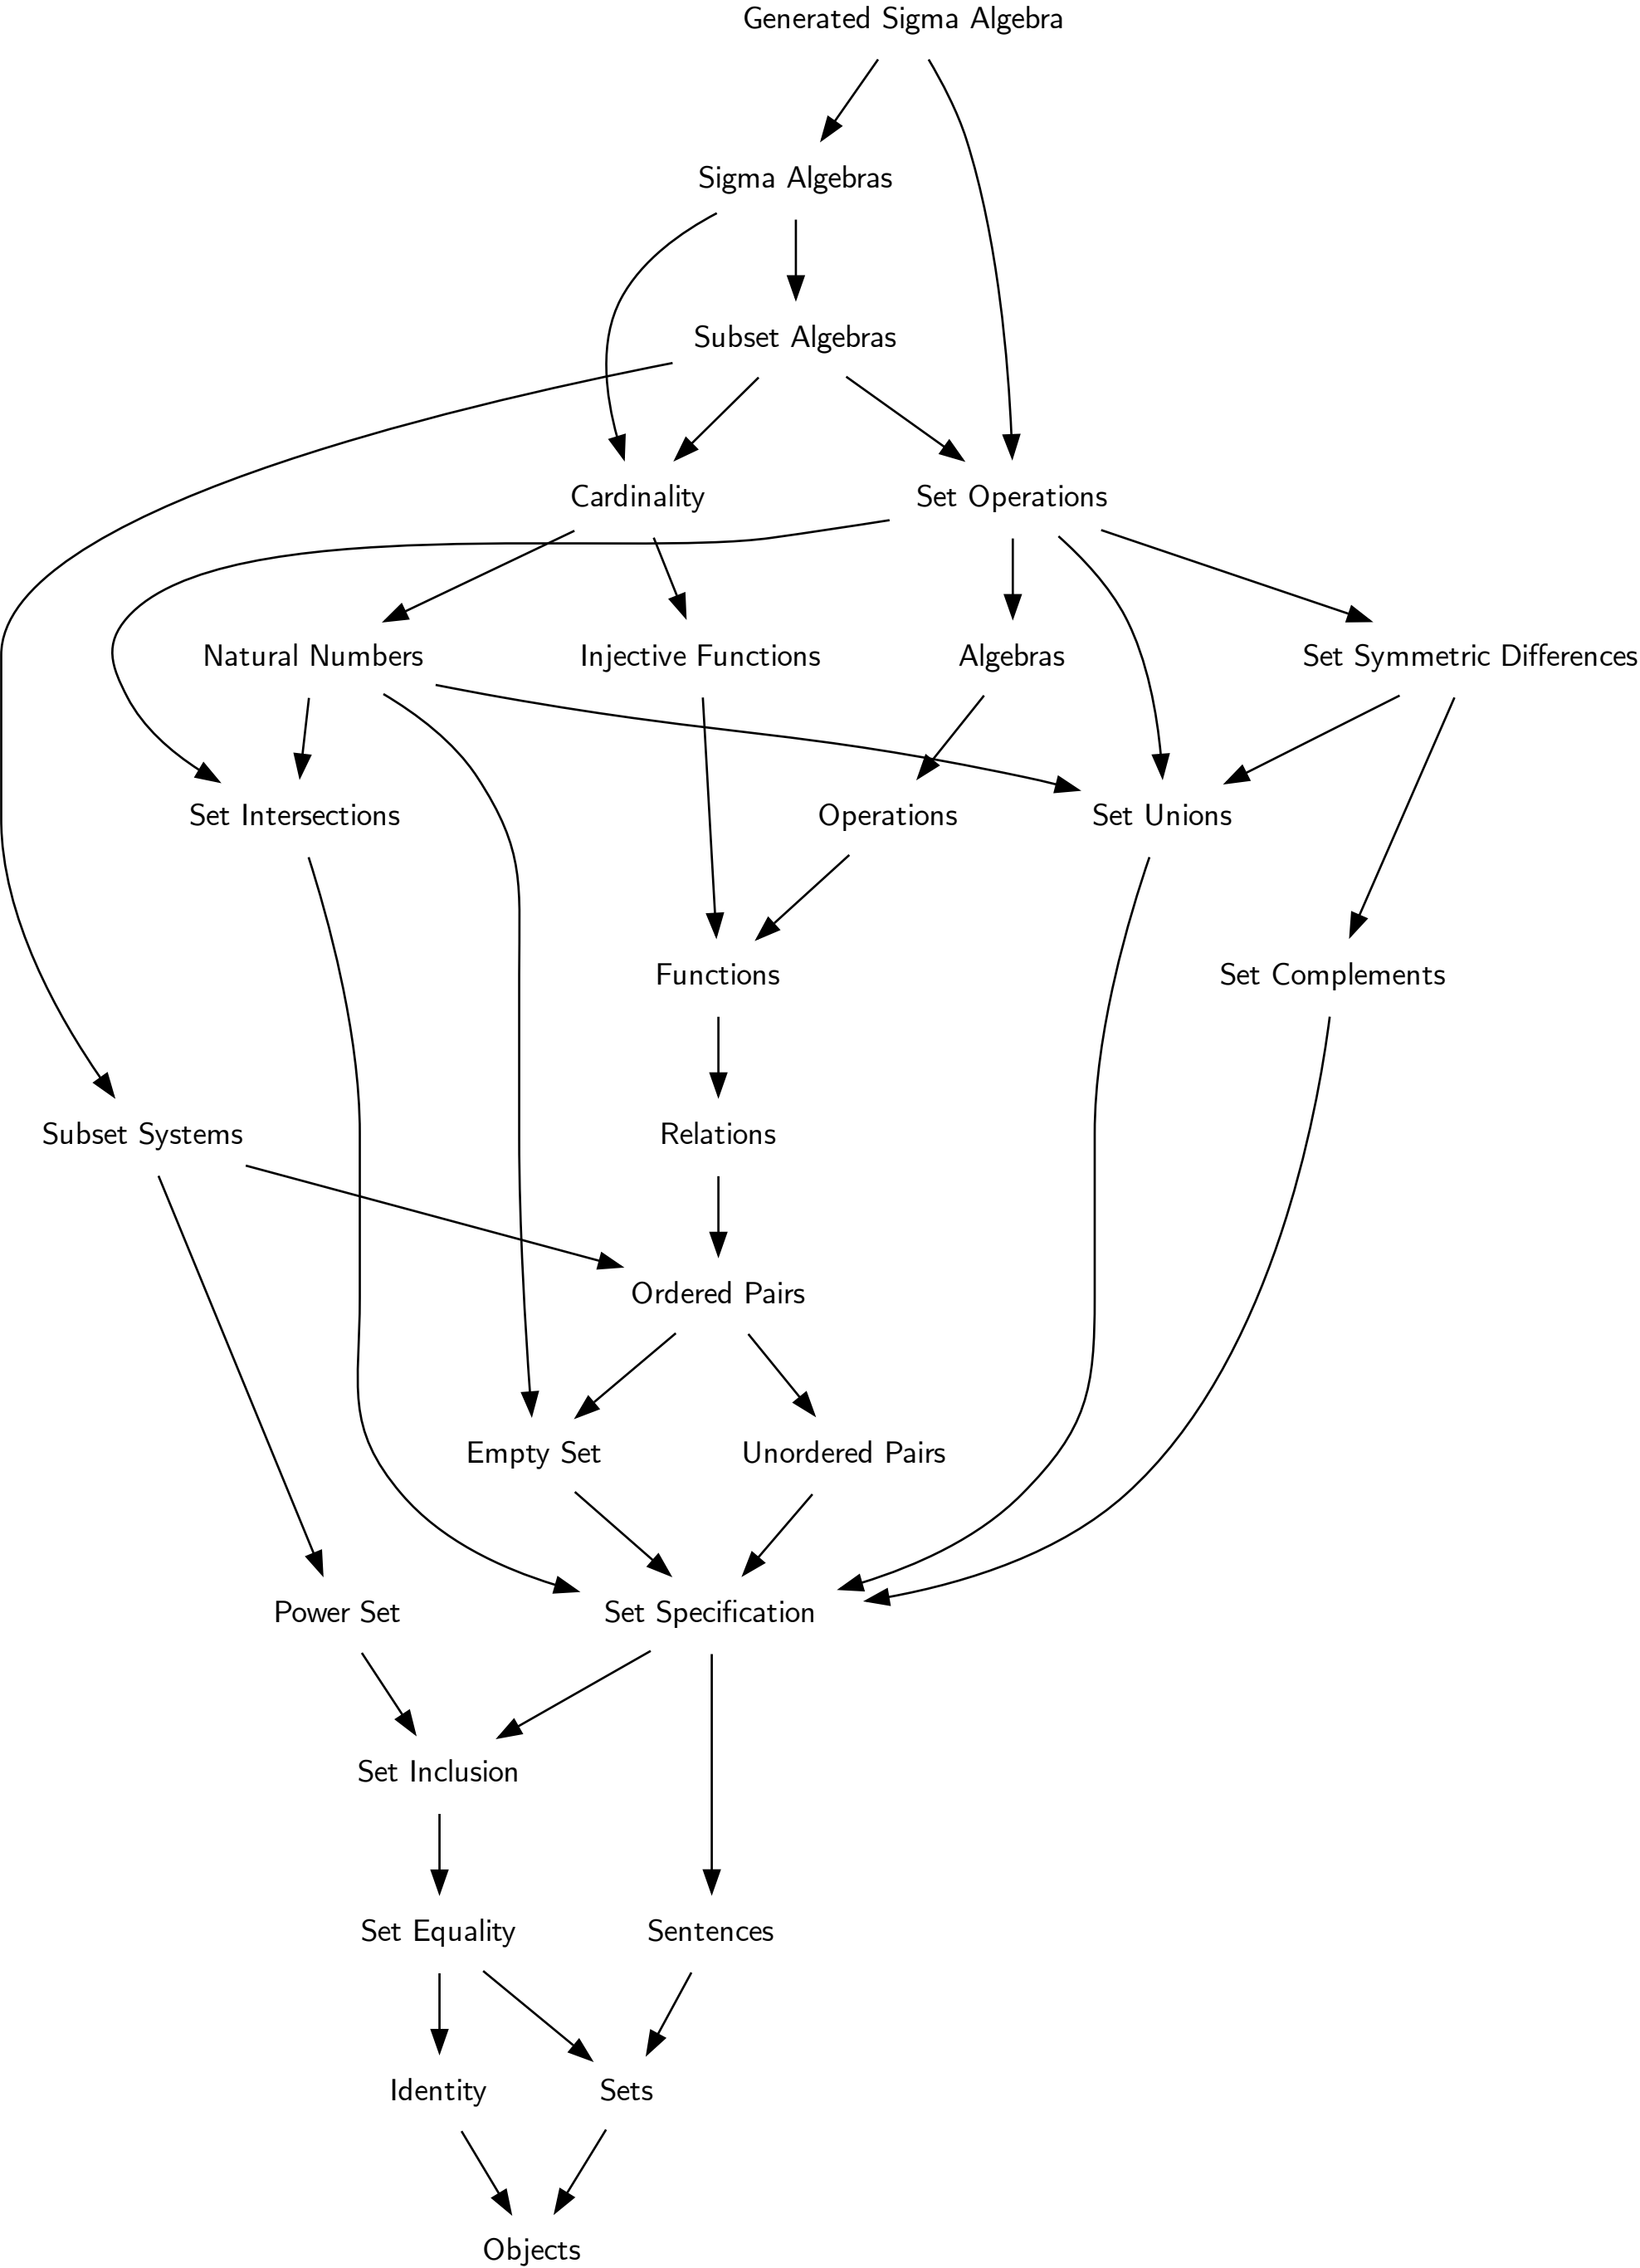 Generated Sigma Algebra
Sigma Algebras
Subset Algebras
Cardinality
Set Operations
Natural Numbers
Injective Functions
Algebras
Set Symmetric Differences
Set Intersections
Operations
Set Unions
Functions
Set Complements
Subset Systems
Relations
Ordered Pairs
Empty Set
Unordered Pairs
Power Set
Set Specification
Set Inclusion
Set Equality
Sentences
Identity
Sets
Objects